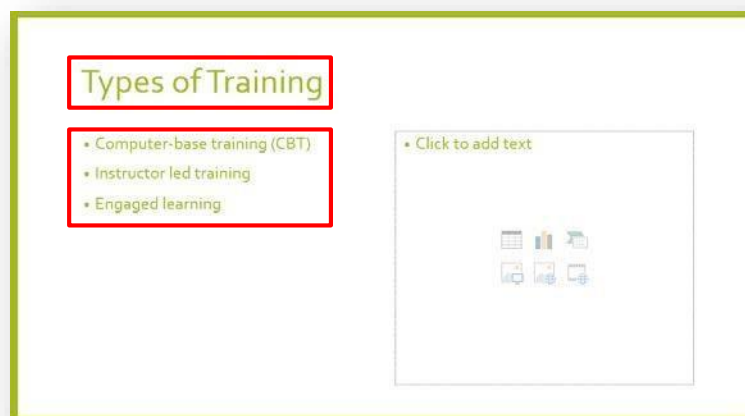 Types of Training
• Computer-base training (CBT)
• Instructor led training
• Engaged learning
• Click to add text